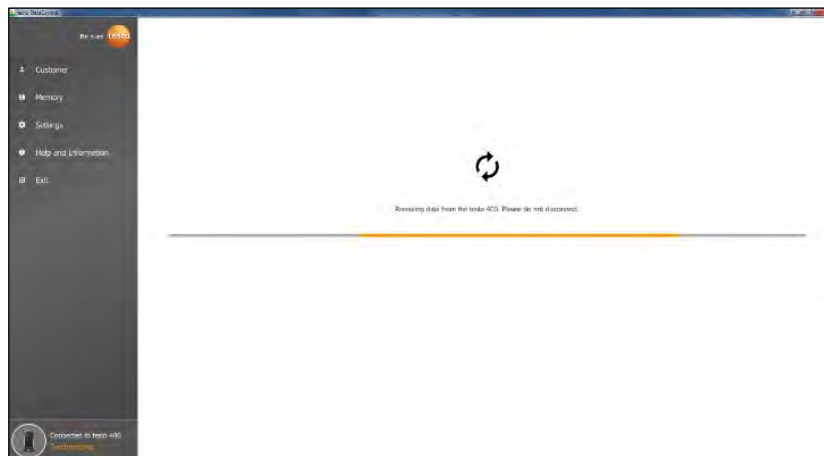 testo DataControl
Be sure testo
Customer
Memory
Settings
Help and Information
Exit
Receiving data from the testo 400. Please do not disconnect.
Connected to testo 400
Synchronizing